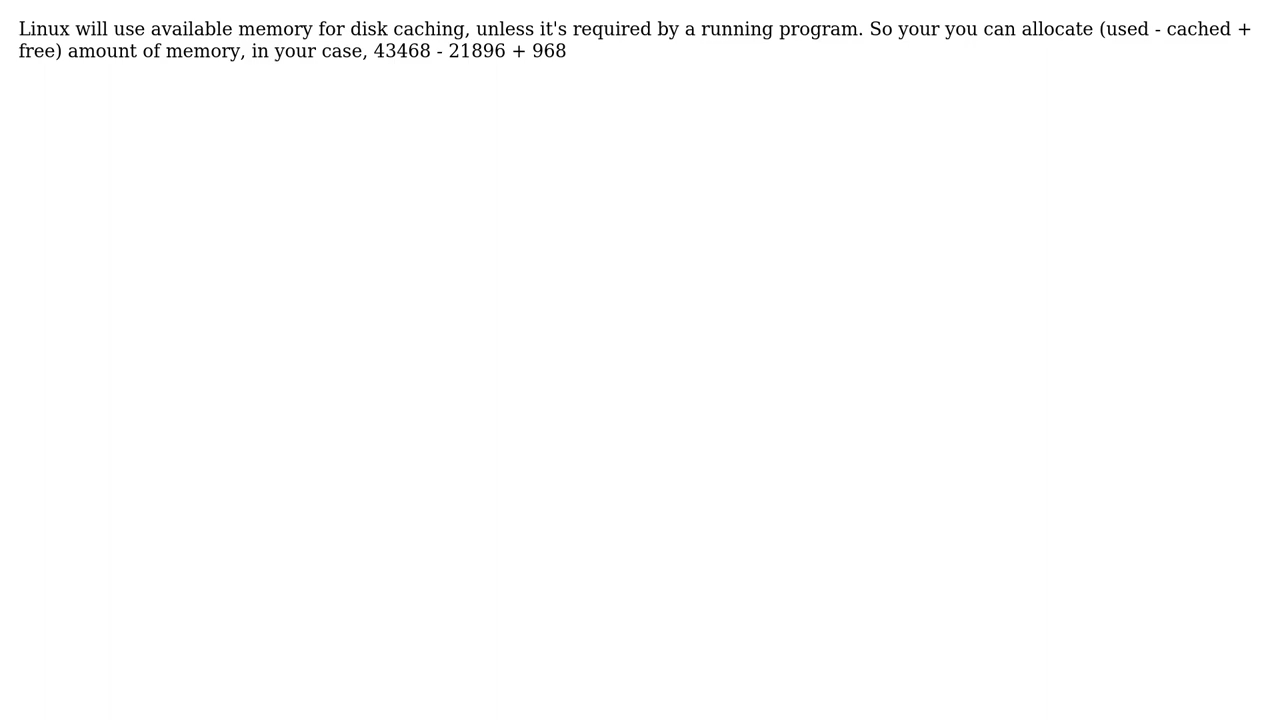 Linux will use available memory for disk caching, unless it's required by a running program. So your you can allocate (used - cached +
free) amount of memory, in your case, 43468 - 21896 + 968